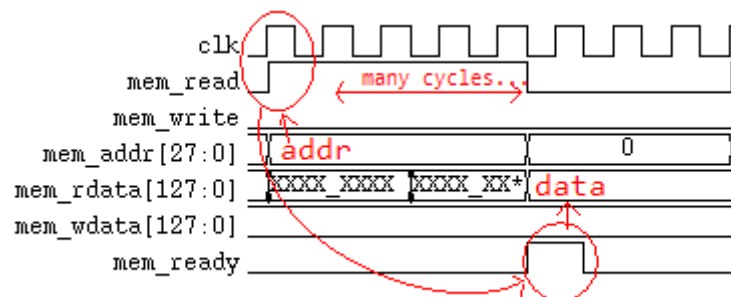 clk
mem_read many cycles...
mem_write
mem_addr[27:0] addr 0
mem_rdata[127:0] XXXX_XXXX XXXX_XX* data
mem_wdata[127:0]
mem_ready